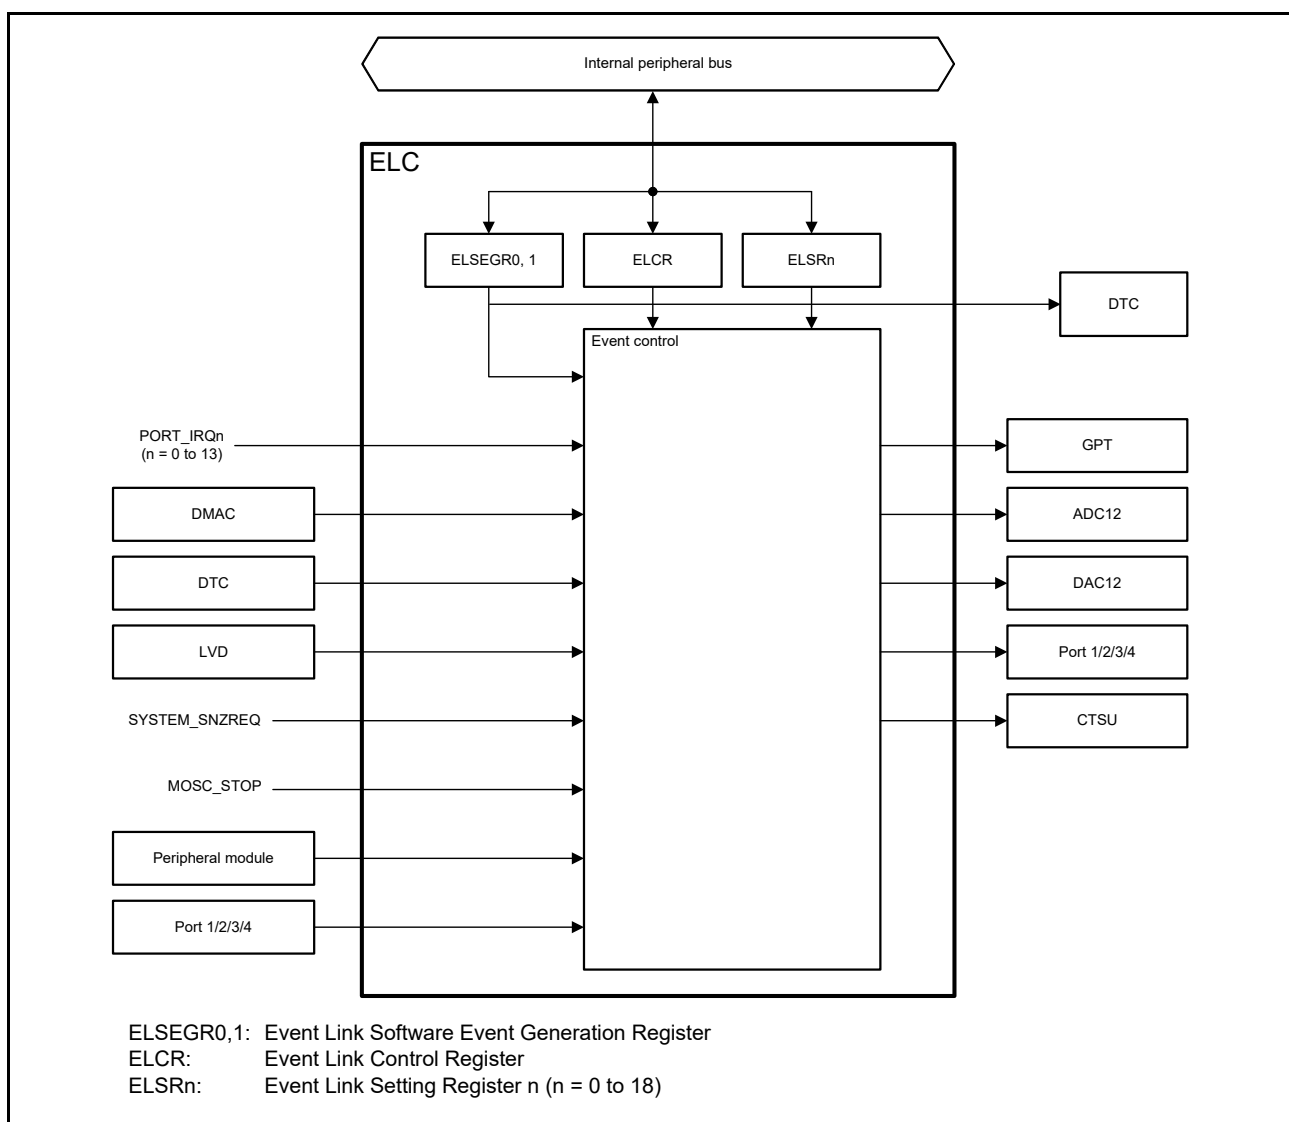 Internal peripheral bus
ELC
ELSEGR0, 1
ELCR
ELSRn
DTC
Event control
PORT_IRQn
(n = 0 to 13)
GPT
DMAC
ADC12
DTC
DAC12
LVD
Port 1/2/3/4
SYSTEM_SNZREQ
CTSU
MOSC_STOP
Peripheral module
Port 1/2/3/4
ELSEGR0,1: Event Link Software Event Generation Register
ELCR: Event Link Control Register
ELSRn: Event Link Setting Register n (n = 0 to 18)